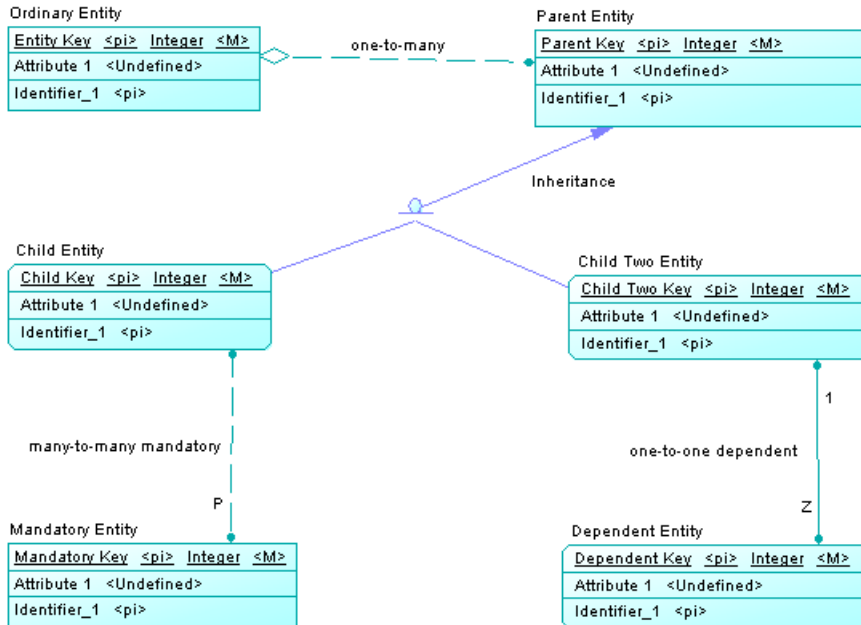 Ordinary Entity
Entity Key <pi> Integer <M>
Attribute 1 <Undefined>
Identifier_1 <pi>
one-to-many
Parent Entity
Parent Key <pi> Integer <M>
Attribute 1 <Undefined>
Identifier_1 <pi>
Inheritance
Child Entity
Child Key <pi> Integer <M>
Attribute 1 <Undefined>
Identifier_1 <pi>
Child Two Entity
Child Two Key <pi> Integer <M>
Attribute 1 <Undefined>
Identifier_1 <pi>
many-to-many mandatory
P
1
one-to-one dependent
Z
Mandatory Entity
Mandatory Key <pi> Integer <M>
Attribute 1 <Undefined>
Identifier_1 <pi>
Dependent Entity
Dependent Key <pi> Integer <M>
Attribute 1 <Undefined>
Identifier_1 <pi>